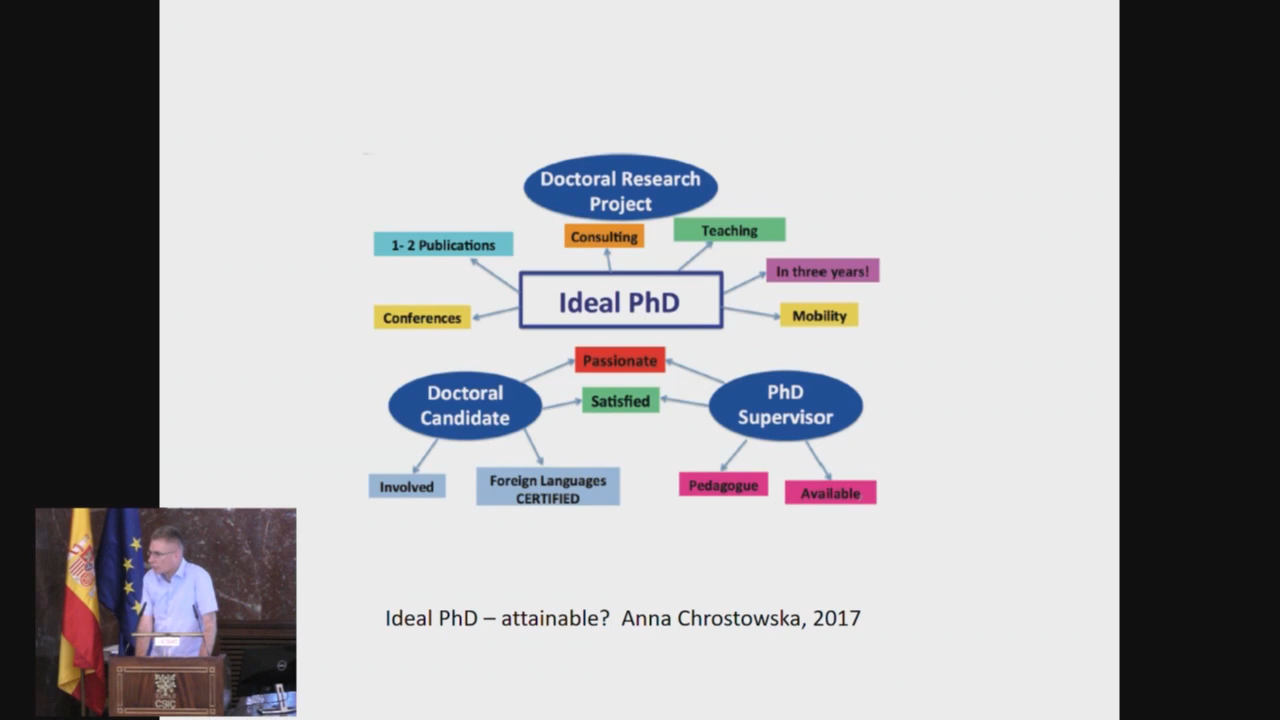 Doctoral Research
Project
1- 2 Publications
Consulting
Teaching
In three years!
Ideal PhD
Conferences
Mobility
Passionate
Doctoral
Candidate
Satisfied
PhD
Supervisor
Involved
Foreign Languages
CERTIFIED
Pedagogue
Available
Ideal PhD – attainable?  Anna Chrostowska, 2017
CSIC